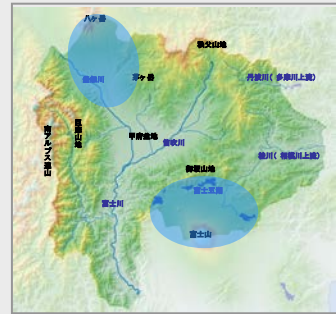 八ヶ岳
秩父山地
茅ヶ岳
丹波川（多摩川上流）
南アルプス連山
巨摩山地
甲府盆地
笛吹川
桂川（相模川上流）
御坂山地
富士五湖
富士川
富士山